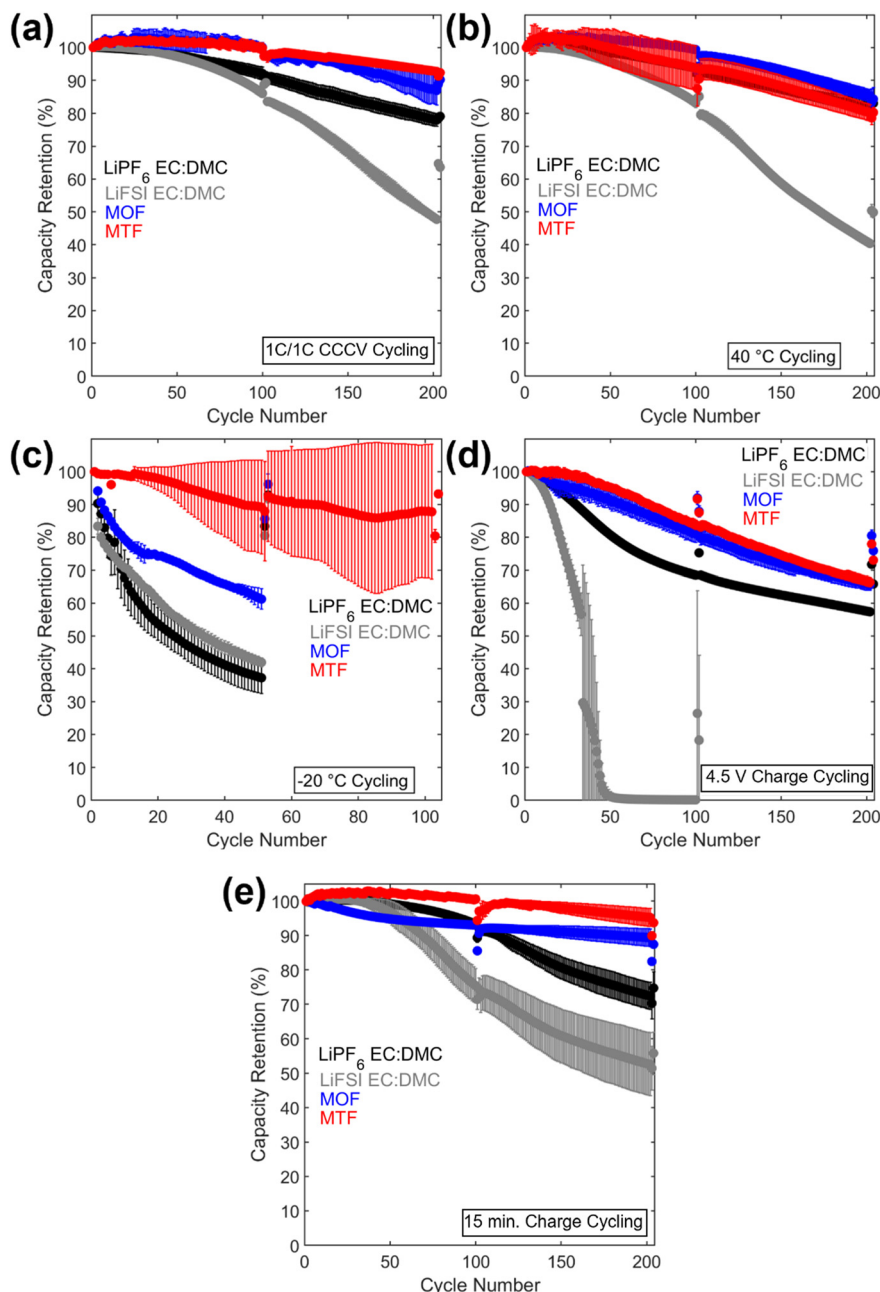 (a)
100
90
80
70
60
50
40
30
20
10
0
Capacity Retention (%)
LiPF6 EC:DMC
LiFSI EC:DMC
MOF
MTF
1C/1C CCCV Cycling
0 50 100 150 200
Cycle Number
(b)
100
90
80
70
60
50
40
30
20
10
0
Capacity Retention (%)
LiPF6 EC:DMC
LiFSI EC:DMC
MOF
MTF
40 °C Cycling
0 50 100 150 200
Cycle Number
(c)
100
90
80
70
60
50
40
30
20
10
0
Capacity Retention (%)
LiPF6 EC:DMC
LiFSI EC:DMC
MOF
MTF
-20 °C Cycling
0 20 40 60 80 100
Cycle Number
(d)
100
90
80
70
60
50
40
30
20
10
0
Capacity Retention (%)
LiPF6 EC:DMC
LiFSI EC:DMC
MOF
MTF
4.5 V Charge Cycling
0 50 100 150 200
Cycle Number
(e)
100
90
80
70
60
50
40
30
20
10
0
Capacity Retention (%)
LiPF6 EC:DMC
LiFSI EC:DMC
MOF
MTF
15 min. Charge Cycling
0 50 100 150 200
Cycle Number